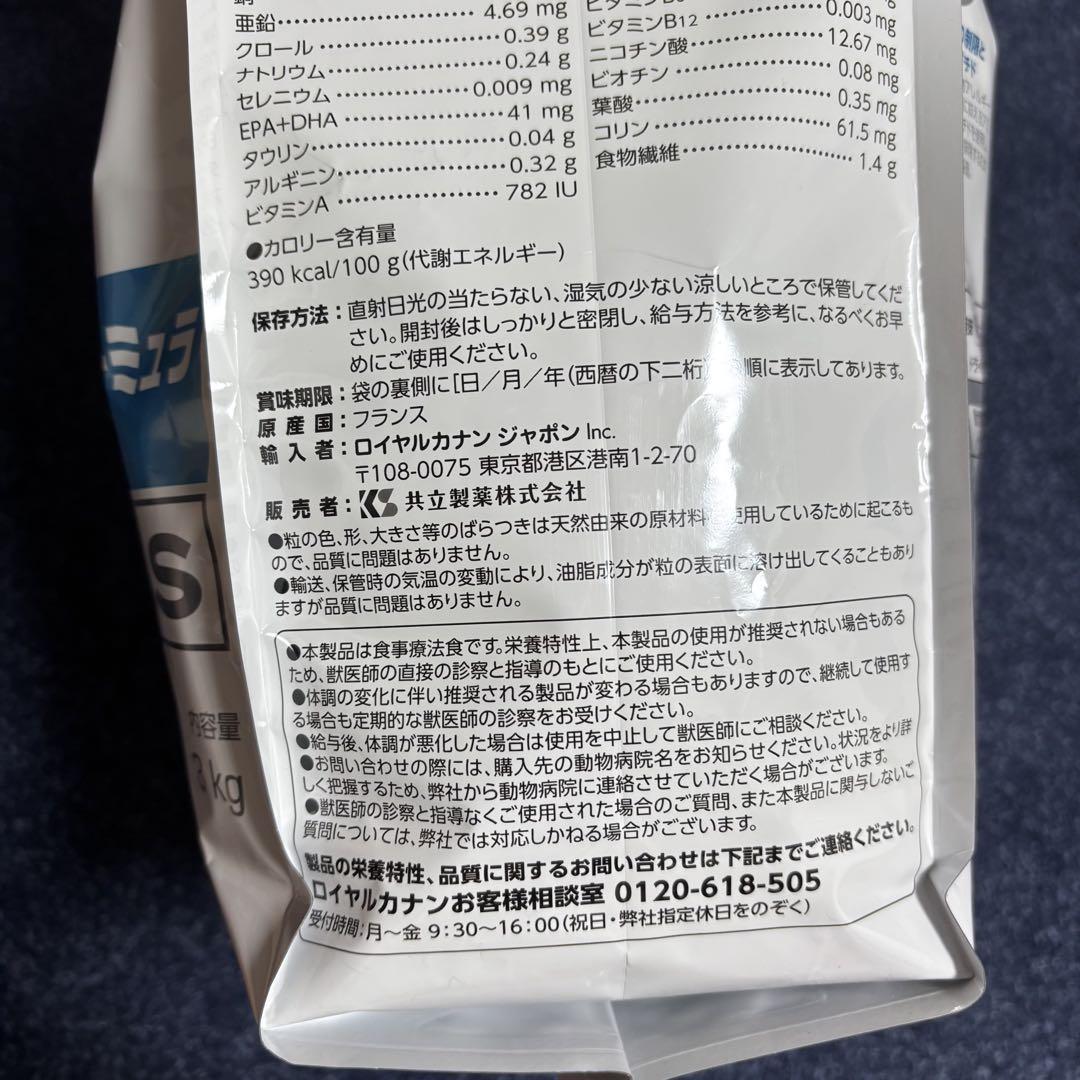 銅
亜鉛 4.69 mg
クロール 0.39 g
ナトリウム 0.24 g
セレニウム 0.009 mg
EPA+DHA 41 mg
タウリン 0.04 g
アルギニン 0.32 g
ビタミンA 782 IU
ビタミンB12 0.003 mg
ニコチン酸 12.67 mg
ビオチン 0.08 mg
葉酸 0.35 mg
コリン 61.5 mg
食物繊維 1.4 g
●カロリー含有量
390 kcal/100 g(代謝エネルギー)
保存方法：直射日光の当たらない、湿気の少ない涼しいところで保管してくだ
さい。開封後はしっかりと密閉し、給与方法を参考に、なるべくお早
めにご使用ください。
賞味期限：袋の裏側に[日／月／年(西暦の下二桁) 順に表示してあります。
原産国：フランス
輸入者：ロイヤルカナン ジャポン Inc.
〒108-0075 東京都港区港南1-2-70
販売者：KS 共立製薬株式会社
●粒の色、形、大きさ等のばらつきは天然由来の原材料 使用しているために起こるも
ので、品質に問題はありません。
●輸送、保管時の気温の変動により、油脂成分が粒の表面に溶け出してくることもあり
ますが品質に問題はありません。
●本製品は食事療法食です。栄養特性上、本製品の使用が推奨されない場合もある
ため、獣医師の直接の診察と指導のもとにご使用ください。
●体調の変化に伴い推奨される製品が変わる場合もありますので、継続して使用す
る場合も定期的な獣医師の診察をお受けください。
●給与後、体調が悪化した場合は使用を中止して獣医師にご相談ください。
●お問い合わせの際には、購入先の動物病院名をお知らせください。状況をより詳
しく把握するため、弊社から動物病院に連絡させていただく場合がございます。
●獣医師の診察と指導なくご使用された場合のご質問、また本製品に関与しないご
質問については、弊社では対応しかねる場合がございます。
製品の栄養特性、品質に関するお問い合わせは下記までご連絡ください。
ロイヤルカナンお客様相談室 0120-618-505
受付時間：月〜金 9：30〜16：00(祝日・弊社指定休日をのぞく)
ーミュラ
S
内容量
3 kg